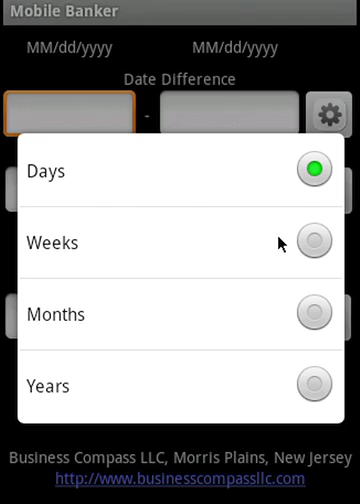 Mobile Banker
MM/dd/yyyy MM/dd/yyyy
Date Difference
-
Days
Weeks
Months
Years
Business Compass LLC, Morris Plains, New Jersey
http://www.businesscompassllc.com